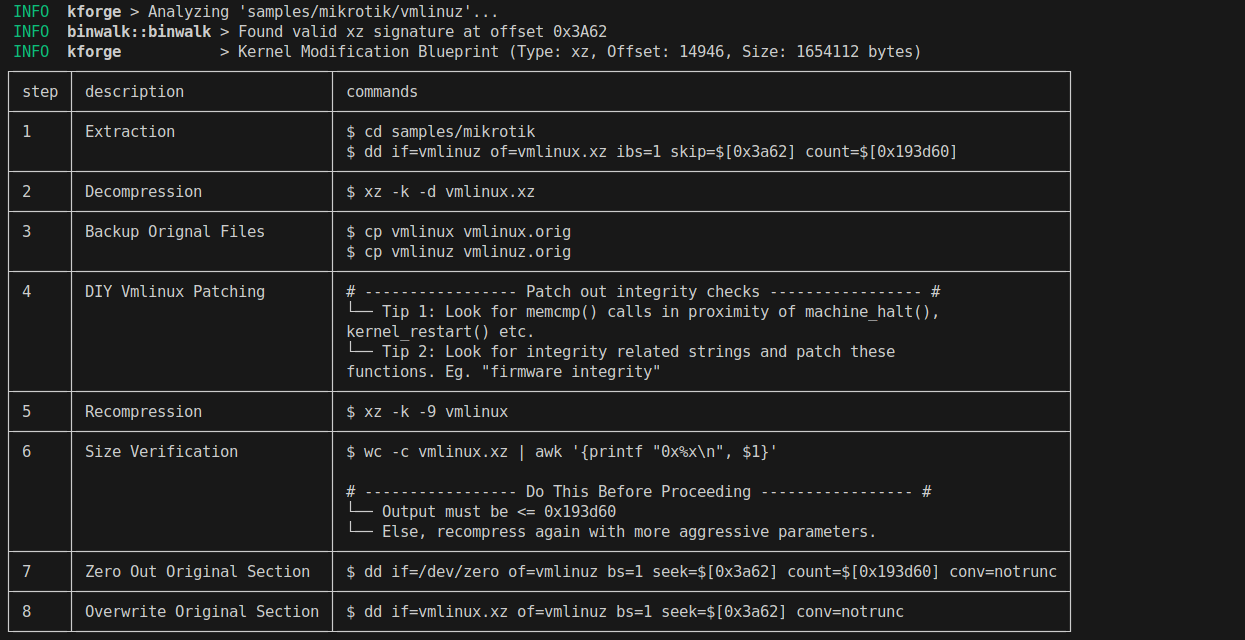 INFO kforge > Analyzing 'samples/mikrotik/vmlinuz'...
INFO binwalk::binwalk > Found valid xz signature at offset 0x3A62
INFO kforge > Kernel Modification Blueprint (Type: xz, Offset: 14946, Size: 1654112 bytes)
step description commands
1 Extraction $ cd samples/mikrotik
$ dd if=vmlinuz of=vmlinux.xz ibs=1 skip=$[0x3a62] count=$[0x193d60]
2 Decompression $ xz -k -d vmlinux.xz
3 Backup Orignal Files $ cp vmlinux vmlinux.orig
$ cp vmlinuz vmlinuz.orig
4 DIY Vmlinux Patching # ----------------- Patch out integrity checks ----------------- #
└── Tip 1: Look for memcmp() calls in proximity of machine_halt(),
kernel_restart() etc.
└── Tip 2: Look for integrity related strings and patch these
functions. Eg. "firmware integrity"
5 Recompression $ xz -k -9 vmlinux
6 Size Verification $ wc -c vmlinux.xz | awk '{printf "0x%x\n", $1}'
# ----------------- Do This Before Proceeding ----------------- #
└── Output must be <= 0x193d60
└── Else, recompress again with more aggressive parameters.
7 Zero Out Original Section $ dd if=/dev/zero of=vmlinuz bs=1 seek=$[0x3a62] count=$[0x193d60] conv=notrunc
8 Overwrite Original Section $ dd if=vmlinux.xz of=vmlinuz bs=1 seek=$[0x3a62] conv=notrunc